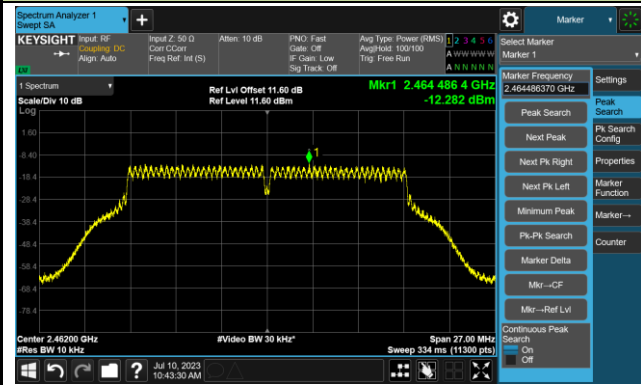 Spectrum Analyzer 1
Swept SA
KEYSIGHT
Input: RF
Coupling: DC
Align: Auto
Input Z: 50 Ω
Corr CCorr
Freq Ref: Int (S)
Atten: 10 dB
PNO: Fast
Gate: Off
IF Gain: Low
Sig Track: Off
Avg Type: Power (RMS)
Avg|Hold: 100/100
Trig: Free Run
1 2 3 4 5 6
A W W W W W
A N N N N N
1 Spectrum
Scale/Div 10 dB
Ref Lvl Offset 11.60 dB
Ref Level 11.60 dBm
Mkr1 2.464 486 4 GHz
-12.282 dBm
Log
1.60
-8.40
-18.4
-28.4
-38.4
-48.4
-58.4
-68.4
-78.4
1
Center 2.46200 GHz
#Res BW 10 kHz
#Video BW 30 kHz*
Span 27.00 MHz
Sweep 334 ms (11300 pts)
Jul 10, 2023
10:43:30 AM
Marker
Select Marker
Marker 1
Marker Frequency
2.464486370 GHz
Peak Search
Next Peak
Next Pk Right
Next Pk Left
Minimum Peak
Pk-Pk Search
Marker Delta
Mkr→CF
Mkr→Ref Lvl
Continuous Peak
Search
On
Off
Settings
Peak
Search
Pk Search
Config
Properties
Marker
Function
Marker→
Counter